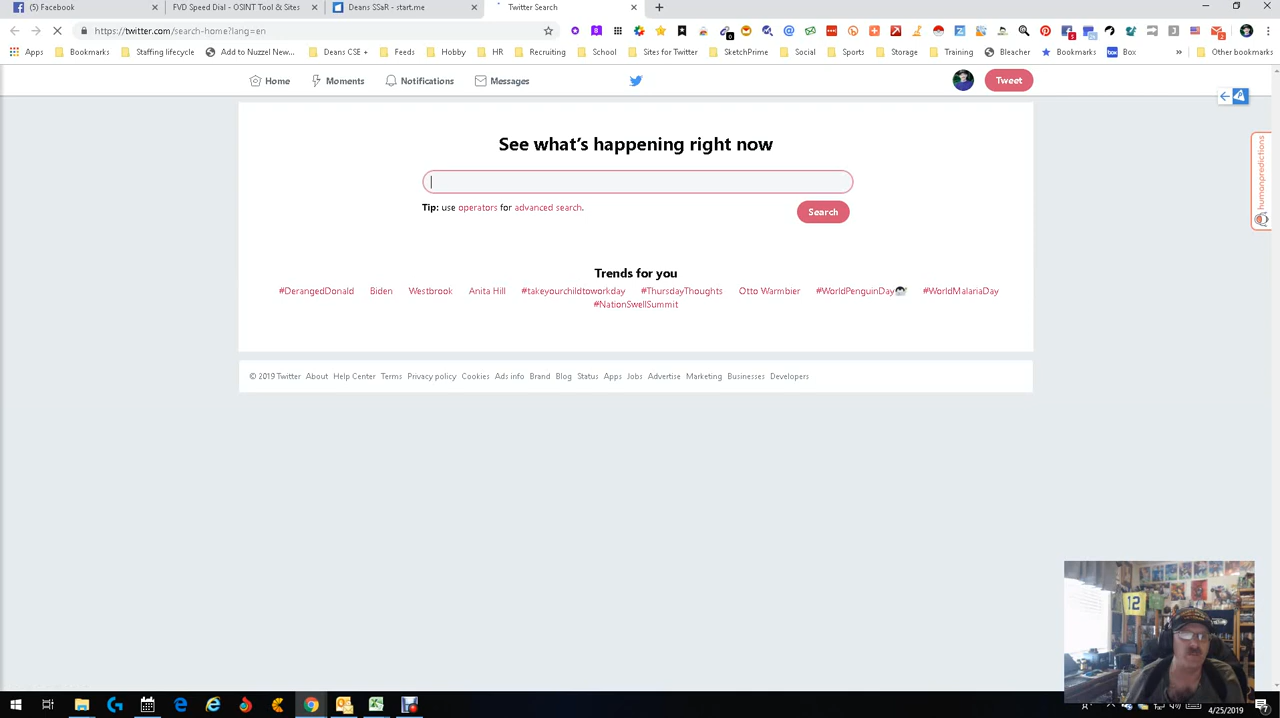 (5) Facebook
FVD Speed Dial - OSINT Tool & Sites
Deans SSaR - start.me
Twitter Search
https://twitter.com/search-home?lang=en
Apps Bookmarks Staffing lifecycle Add to Nuzzel New... Deans CSE Feeds Hobby HR Recruiting School Sites for Twitter SketchPrime Social Sports Storage Training Bleacher Bookmarks Box » Other bookmarks
Home Moments Notifications Messages Tweet
See what's happening right now
Tip: use operators for advanced search.
Search
humanpredictions
Trends for you
#DerangedDonald Biden Westbrook Anita Hill #takeyourchildtoworkday #ThursdayThoughts Otto Warmbier #WorldPenguinDay #WorldMalariaDay
#NationSwellSummit
© 2019 Twitter About Help Center Terms Privacy policy Cookies Ads info Brand Blog Status Apps Jobs Advertise Marketing Businesses Developers
12
4/25/2019